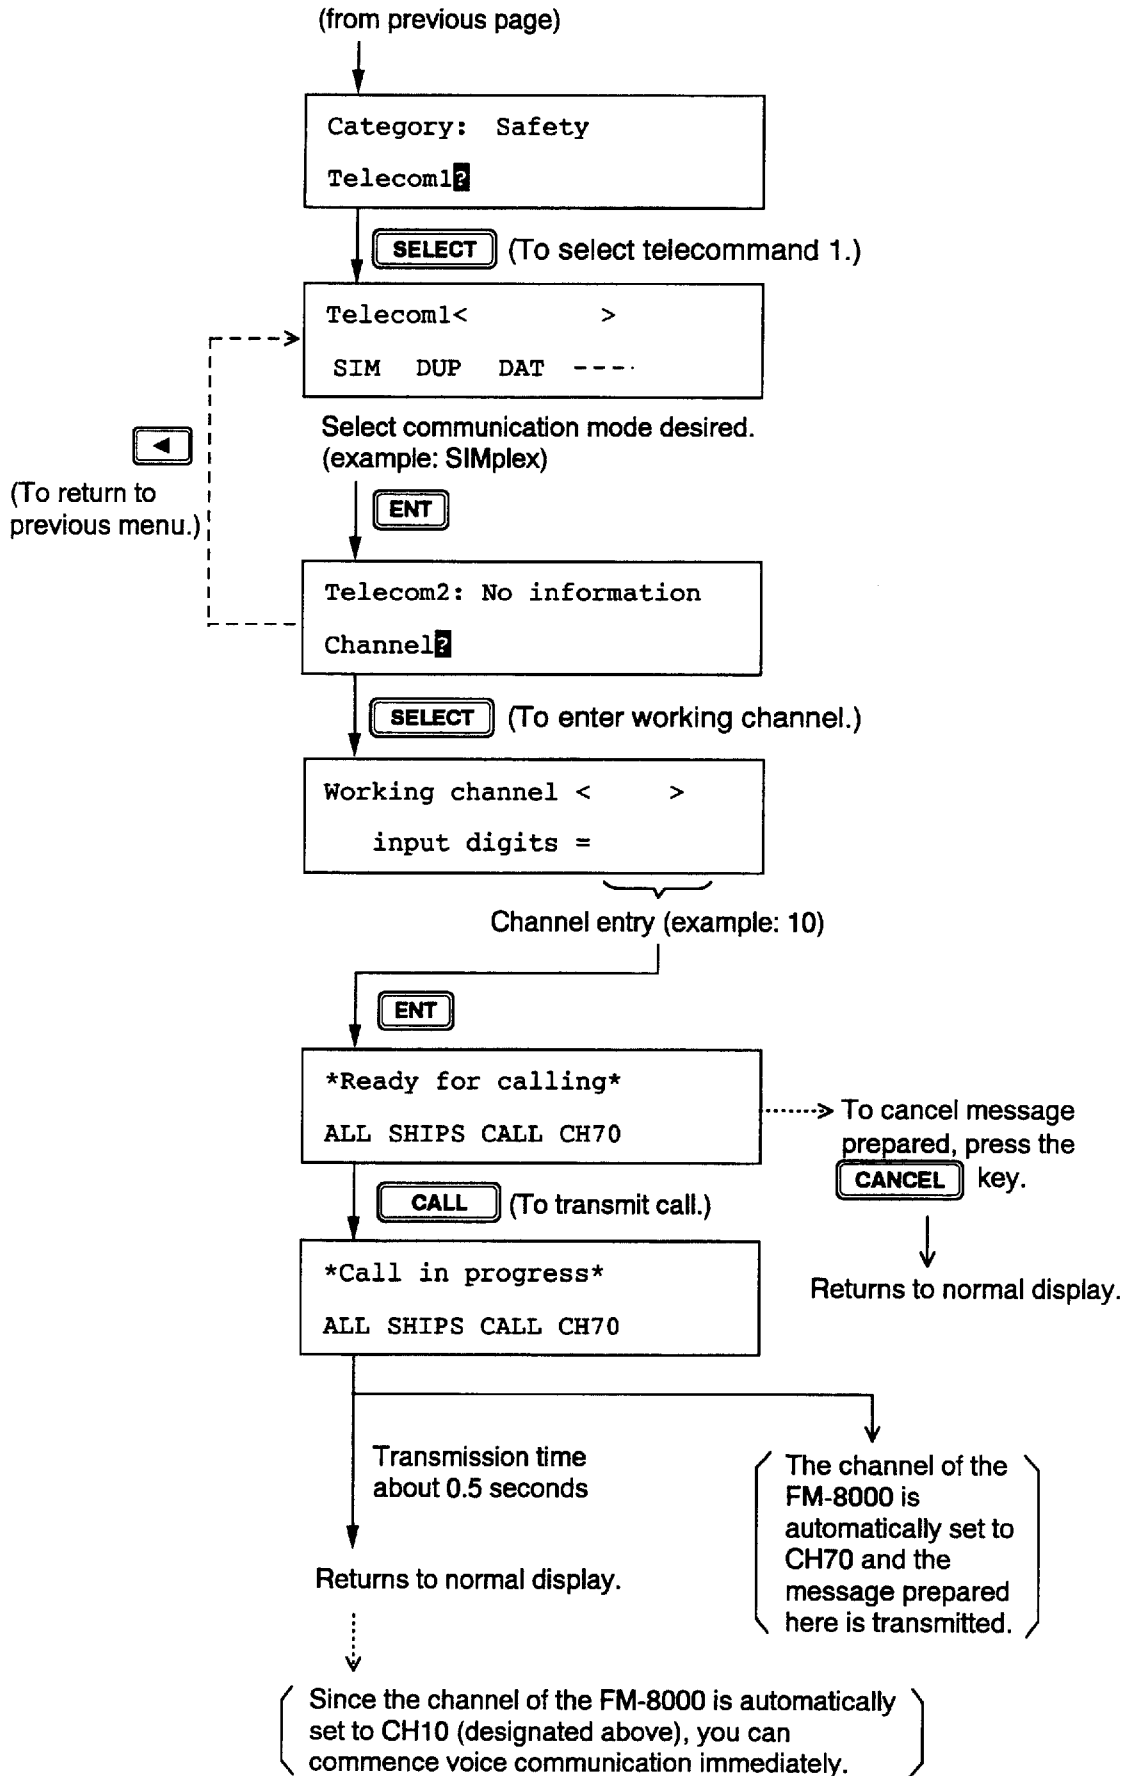 (from previous page)
Category: Safety
Telecom1?
SELECT (To select telecommand 1.)
Telecom1< >
SIM DUP DAT ----
Select communication mode desired.
(example: SIMplex)
◄
(To return to
previous menu.)
ENT
Telecom2: No information
Channel?
SELECT (To enter working channel.)
Working channel < >
input digits =
Channel entry (example: 10)
ENT
*Ready for calling*
ALL SHIPS CALL CH70
To cancel message
prepared, press the
CANCEL key.
Returns to normal display.
CALL (To transmit call.)
*Call in progress*
ALL SHIPS CALL CH70
Transmission time
about 0.5 seconds
The channel of the
FM-8000 is
automatically set to
CH70 and the
message prepared
here is transmitted.
Returns to normal display.
Since the channel of the FM-8000 is automatically
set to CH10 (designated above), you can
commence voice communication immediately.